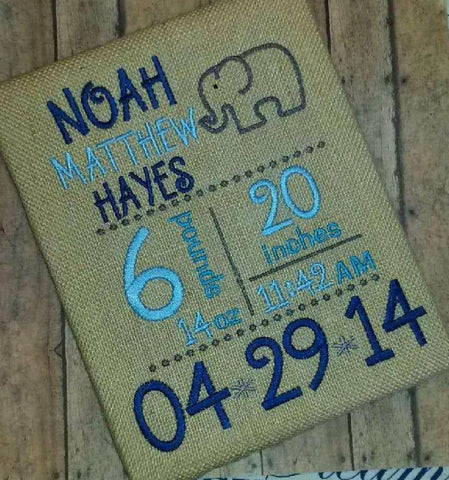 NOAH
MATTHEW
HAYES
6
pounds
14 oz
20
inches
11:42 AM
04*29*14